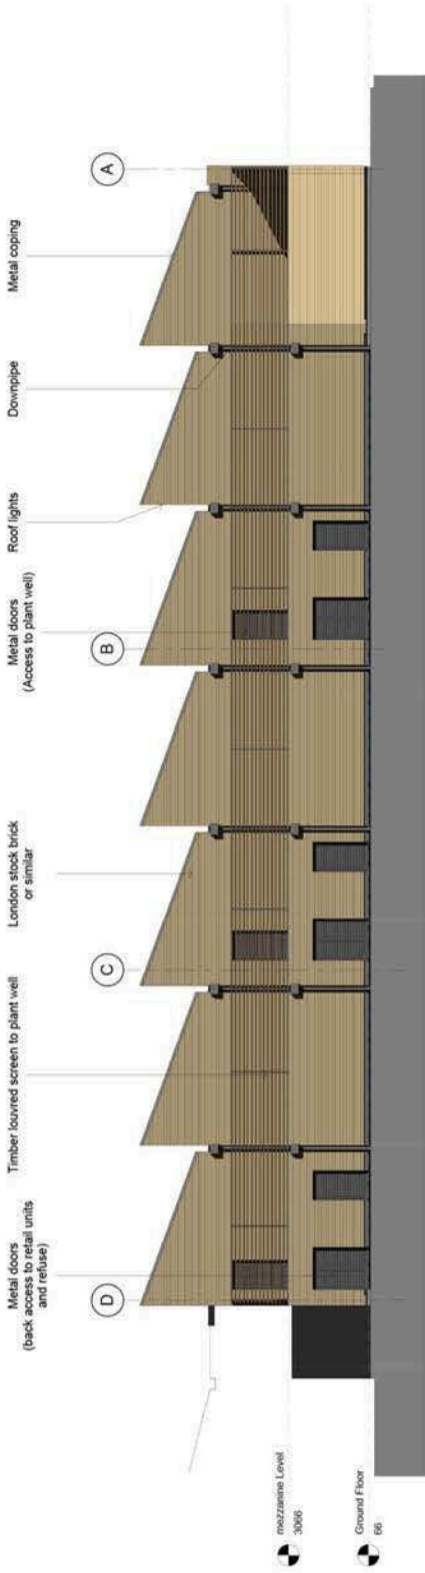 Metal doors
(back access to retail units
and refuse)
Timber louvred screen to plant well
London stock brick
or similar
Metal doors
(Access to plant well)
Roof lights
Downpipe
Metal coping
D
C
B
A
mezzanine Level
3066
Ground Floor
66